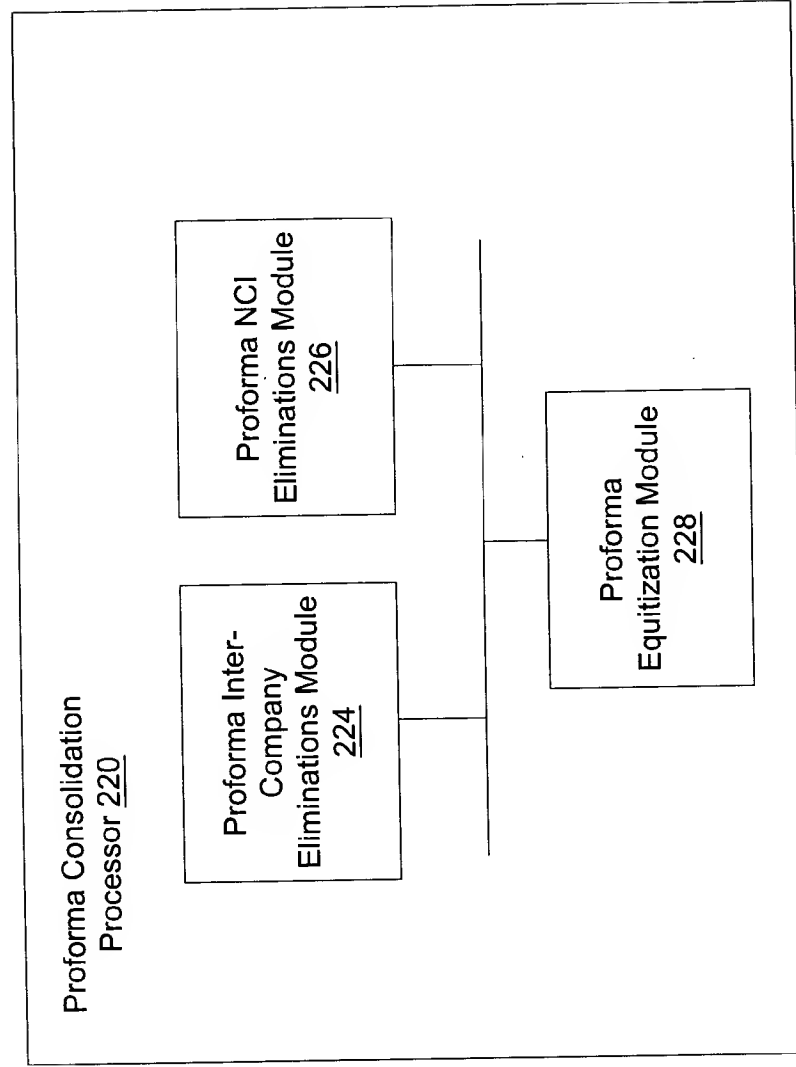 Proforma Consolidation
Processor 220
Proforma Inter-
Company
Eliminations Module
224
Proforma NCI
Eliminations Module
226
Proforma
Equitization Module
228